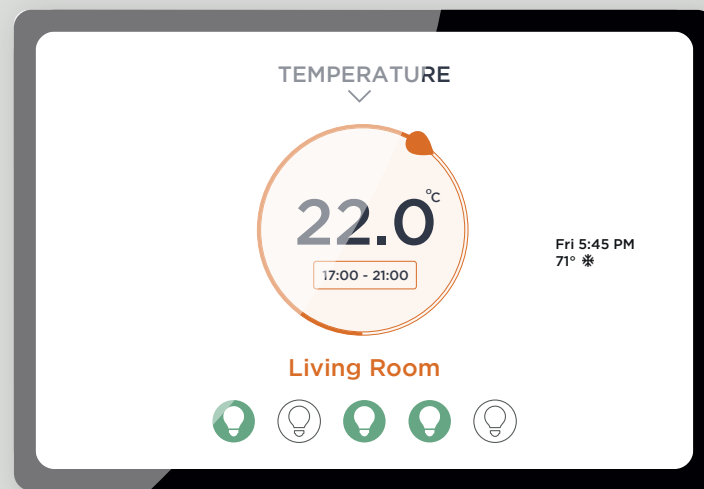 TEMPERATURE
22.0°C
17:00 - 21:00
Fri 5:45 PM
71°
Living Room